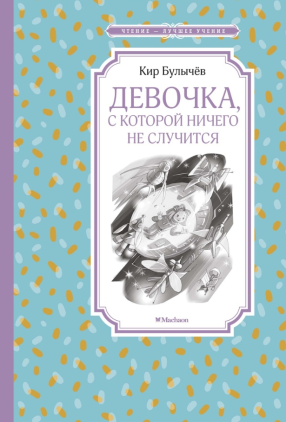 ЧТЕНИЕ – ЛУЧШЕЕ УЧЕНИЕ
Кир Булычёв
ДЕВОЧКА,
С КОТОРОЙ НИЧЕГО
НЕ СЛУЧИТСЯ
Machaon